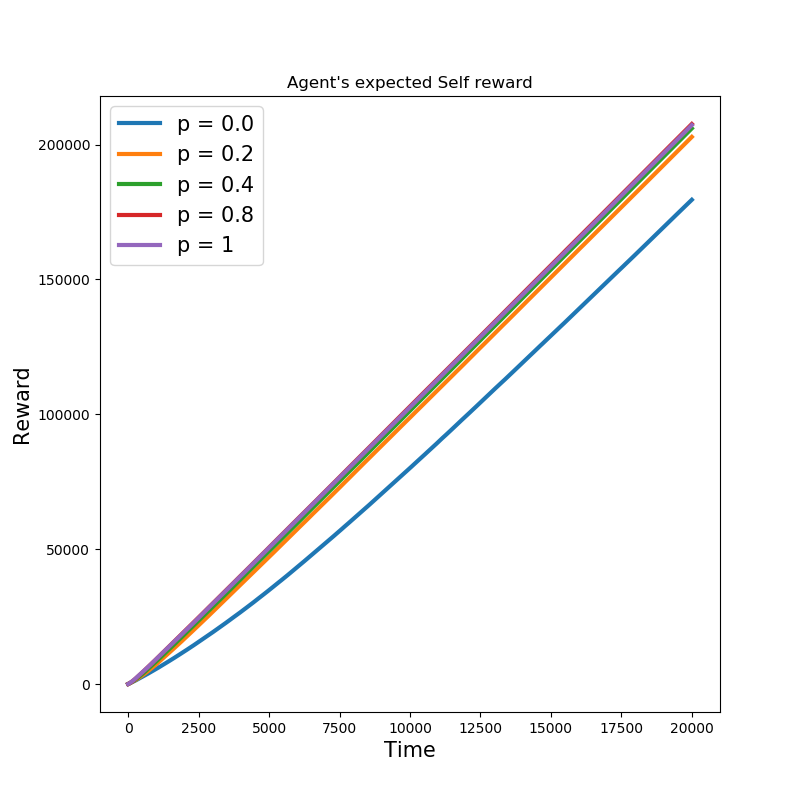 Agent's expected Self reward
p = 0.0
p = 0.2
p = 0.4
p = 0.8
p = 1
200000
150000
100000
50000
0
Reward
0 2500 5000 7500 10000 12500 15000 17500 20000
Time